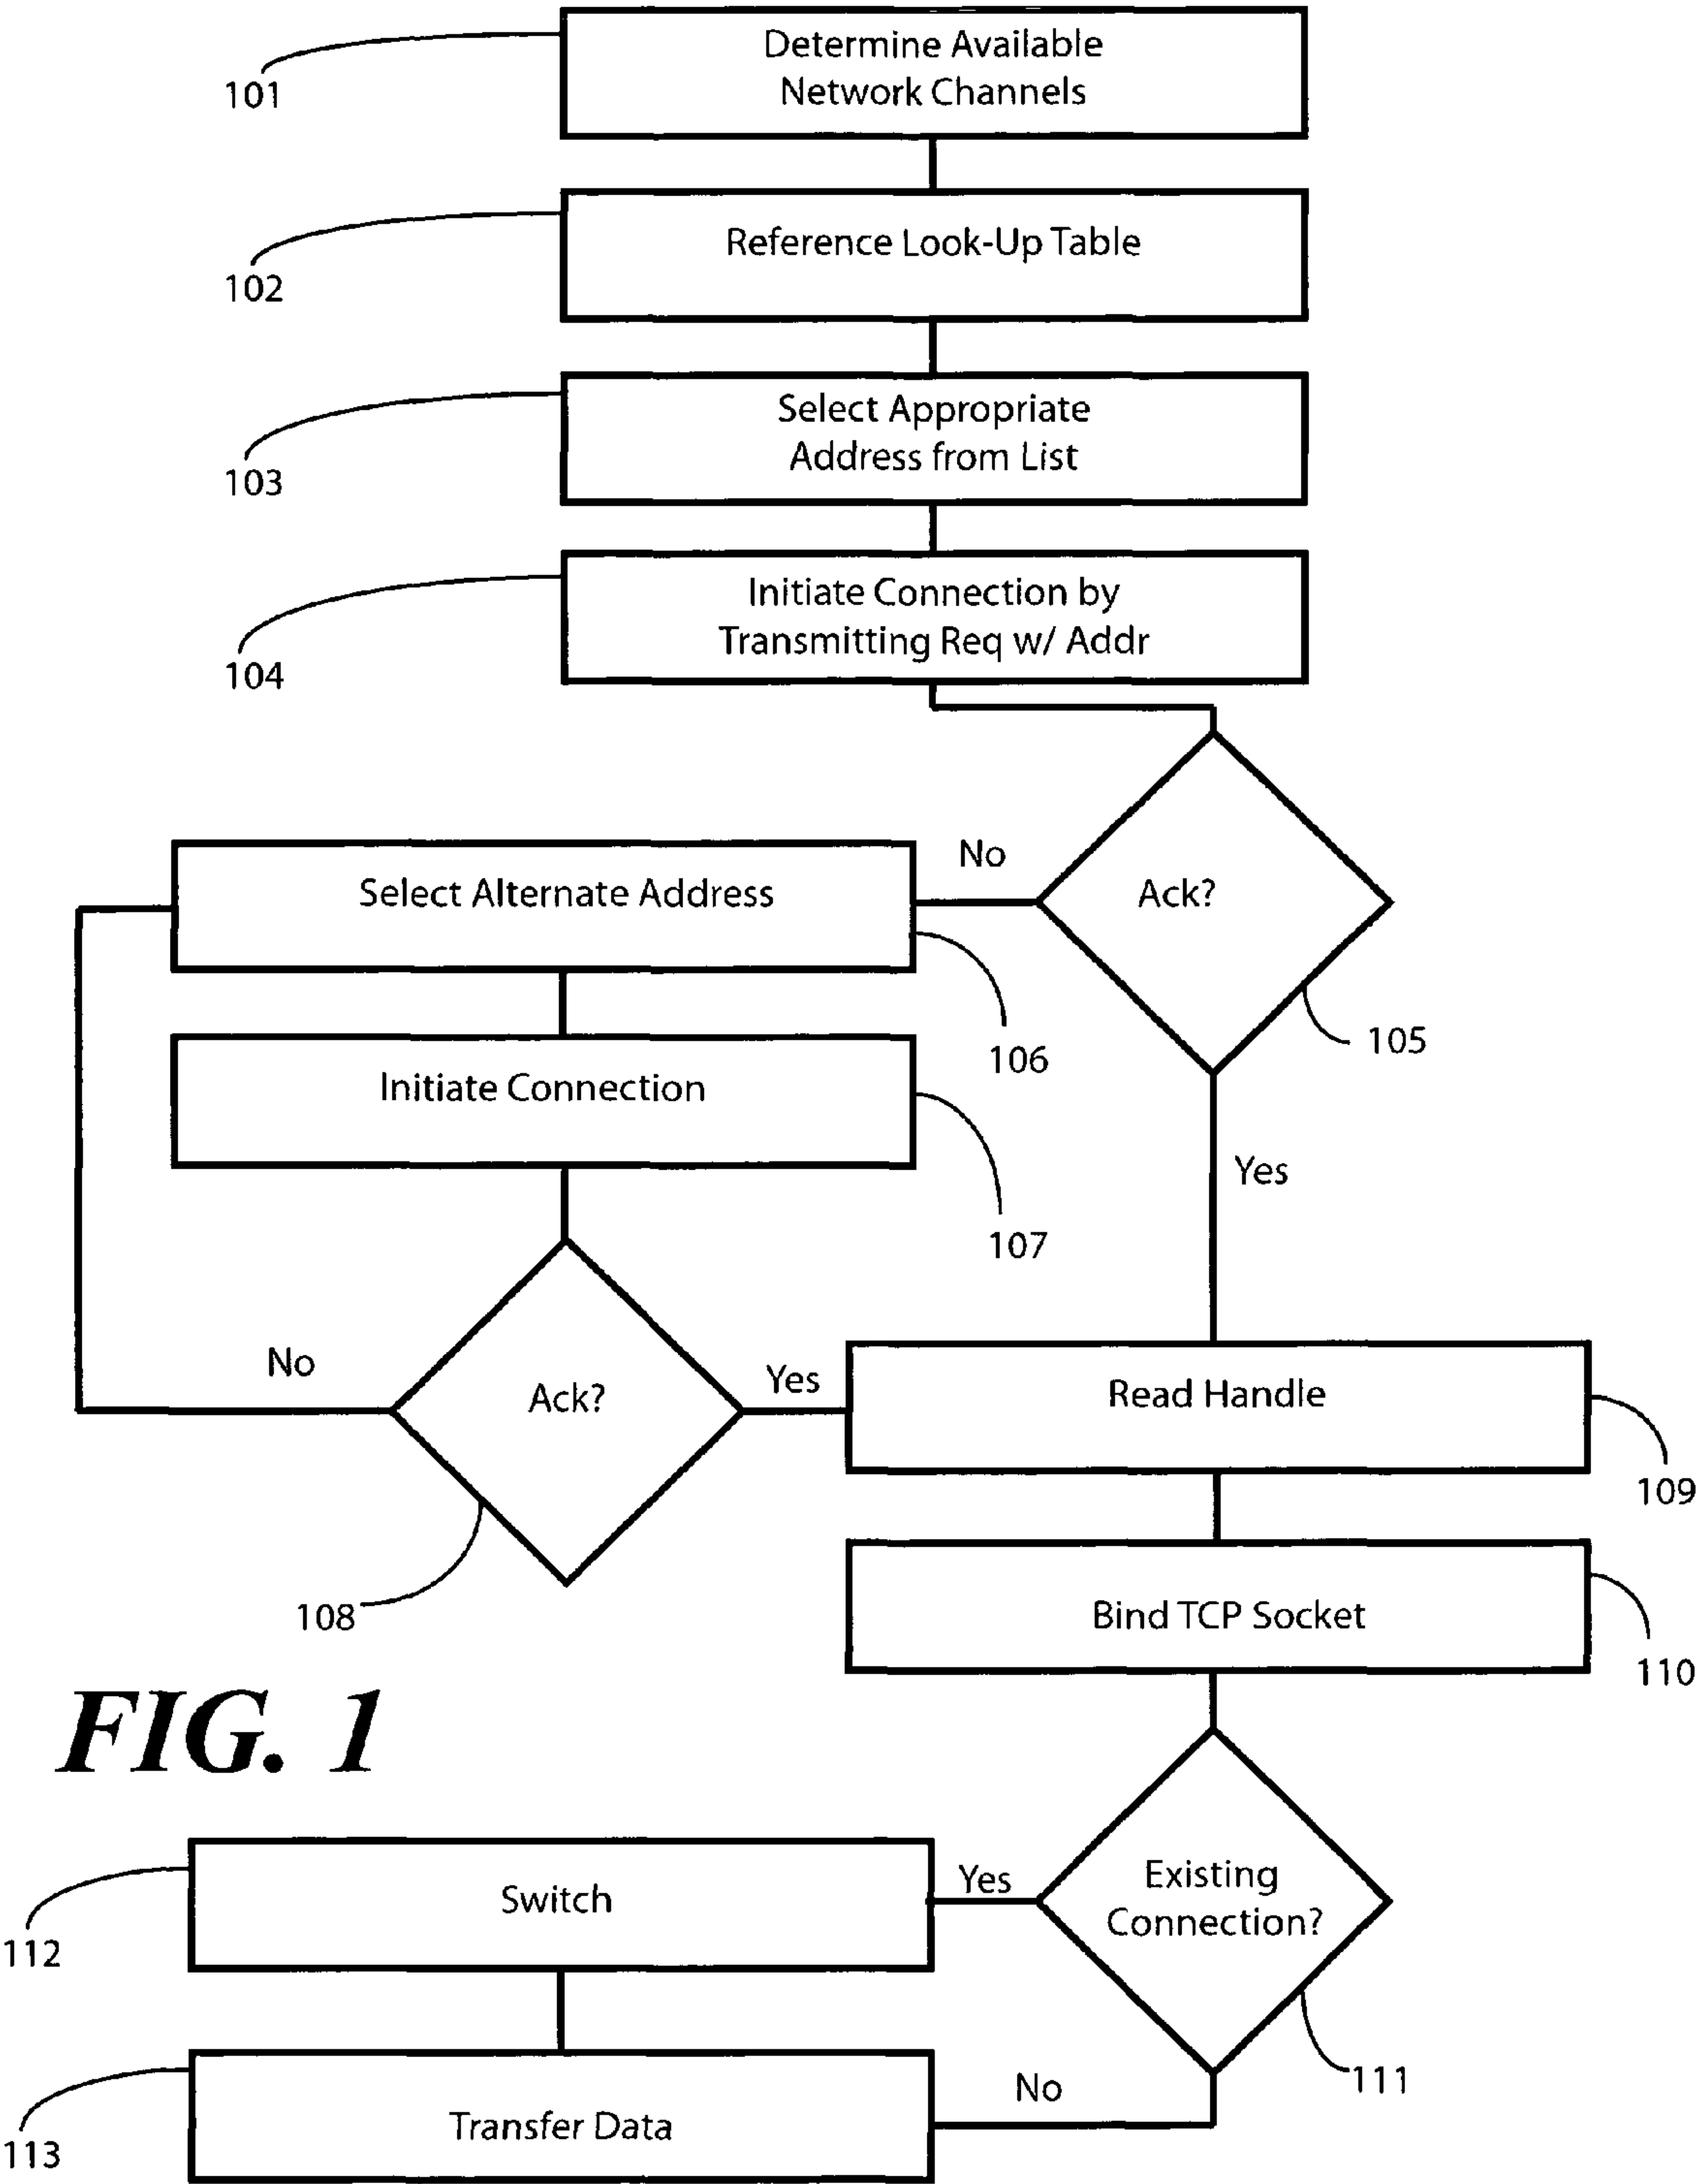 Determine Available
Network Channels
101
Reference Look-Up Table
102
Select Appropriate
Address from List
103
Initiate Connection by
Transmitting Req w/ Addr
104
Ack?
105
No
Select Alternate Address
106
Initiate Connection
107
Yes
Ack?
108
No
Yes
Read Handle
109
Bind TCP Socket
110
FIG. 1
Existing
Connection?
111
Yes
Switch
112
No
Transfer Data
113